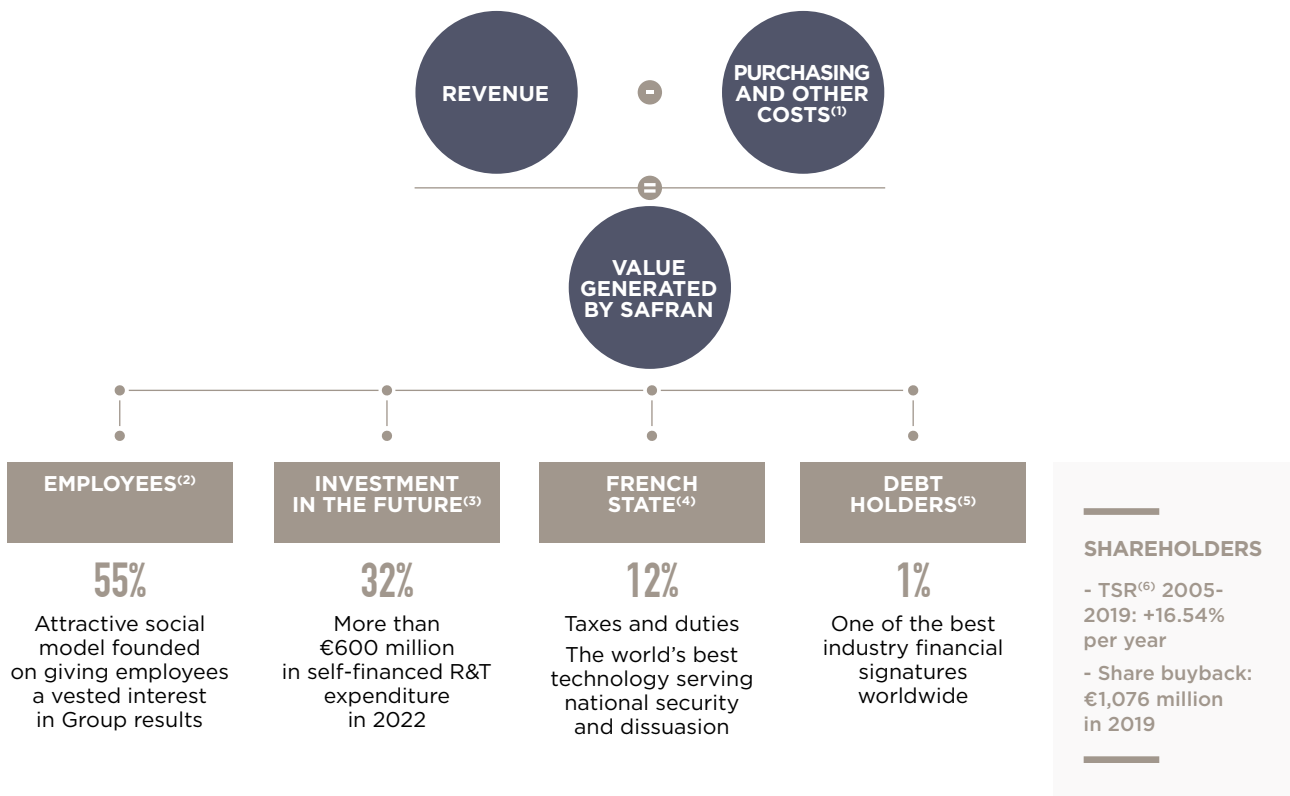 REVENUE
-
PURCHASING
AND OTHER
COSTS(1)
=
VALUE
GENERATED
BY SAFRAN
EMPLOYEES(2)
55%
Attractive social
model founded
on giving employees
a vested interest
in Group results
INVESTMENT
IN THE FUTURE(3)
32%
More than
€600 million
in self-financed R&T
expenditure
in 2022
FRENCH
STATE(4)
12%
Taxes and duties
The world’s best
technology serving
national security
and dissuasion
DEBT
HOLDERS(5)
1%
One of the best
industry financial
signatures
worldwide
SHAREHOLDERS
- TSR(6) 2005-
2019: +16.54%
per year
- Share buyback:
€1,076 million
in 2019